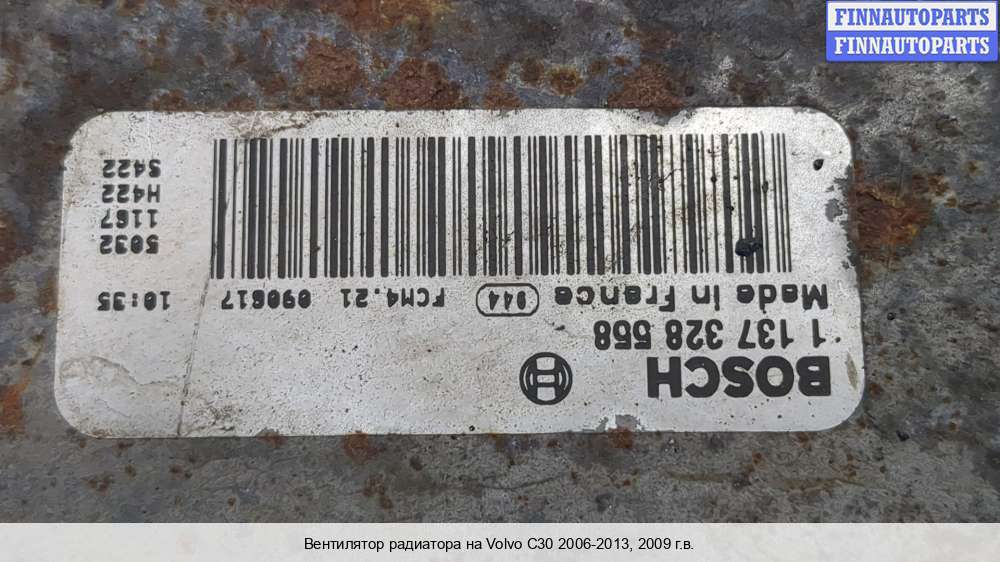 FINNAUTOPARTS
FINNAUTOPARTS
BOSCH
1 137 328 558
Made in France 944 FCM4.21 090617 10:35
5032
1167
H422
S422
Вентилятор радиатора на Volvo C30 2006-2013, 2009 г.в.